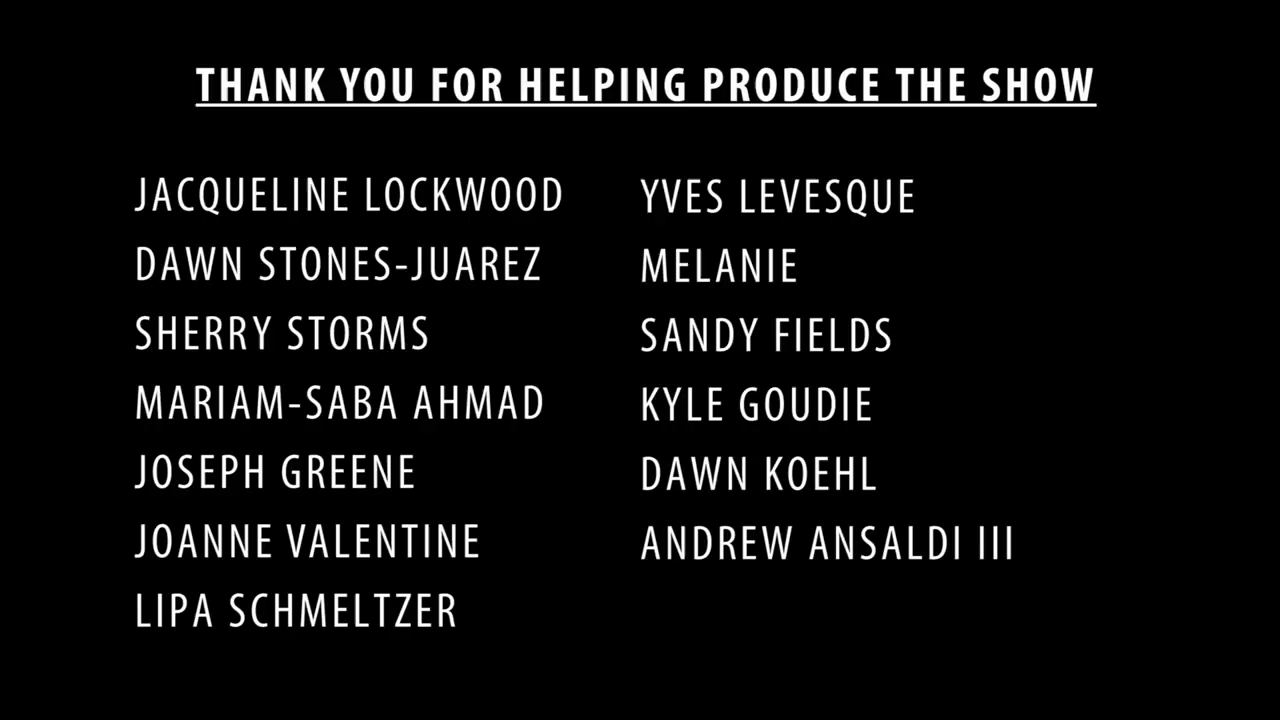 THANK YOU FOR HELPING PRODUCE THE SHOW
JACQUELINE LOCKWOOD
DAWN STONES-JUAREZ
SHERRY STORMS
MARIAM-SABA AHMAD
JOSEPH GREENE
JOANNE VALENTINE
LIPA SCHMELTZER
YVES LEVESQUE
MELANIE
SANDY FIELDS
KYLE GOUDIE
DAWN KOEHL
ANDREW ANSALDI III